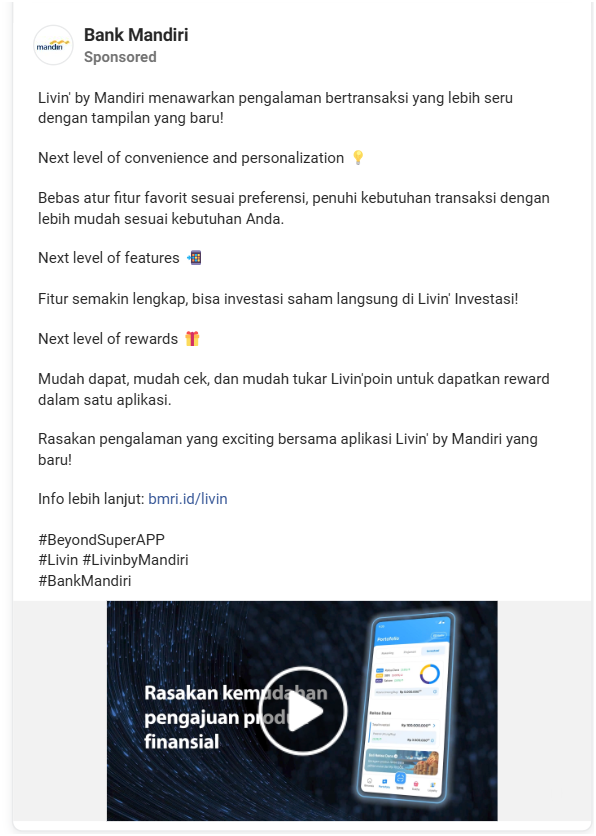 mandiri
Bank Mandiri
Sponsored
Livin' by Mandiri menawarkan pengalaman bertransaksi yang lebih seru
dengan tampilan yang baru!
Next level of convenience and personalization 💡
Bebas atur fitur favorit sesuai preferensi, penuhi kebutuhan transaksi dengan
lebih mudah sesuai kebutuhan Anda.
Next level of features 📲
Fitur semakin lengkap, bisa investasi saham langsung di Livin' Investasi!
Next level of rewards 🎁
Mudah dapat, mudah cek, dan mudah tukar Livin'poin untuk dapatkan reward
dalam satu aplikasi.
Rasakan pengalaman yang exciting bersama aplikasi Livin' by Mandiri yang
baru!
Info lebih lanjut: bmri.id/livin
#BeyondSuperAPP
#Livin #LivinbyMandiri
#BankMandiri
Rasakan kemudahan
pengajuan produ
finansial
Portofolio